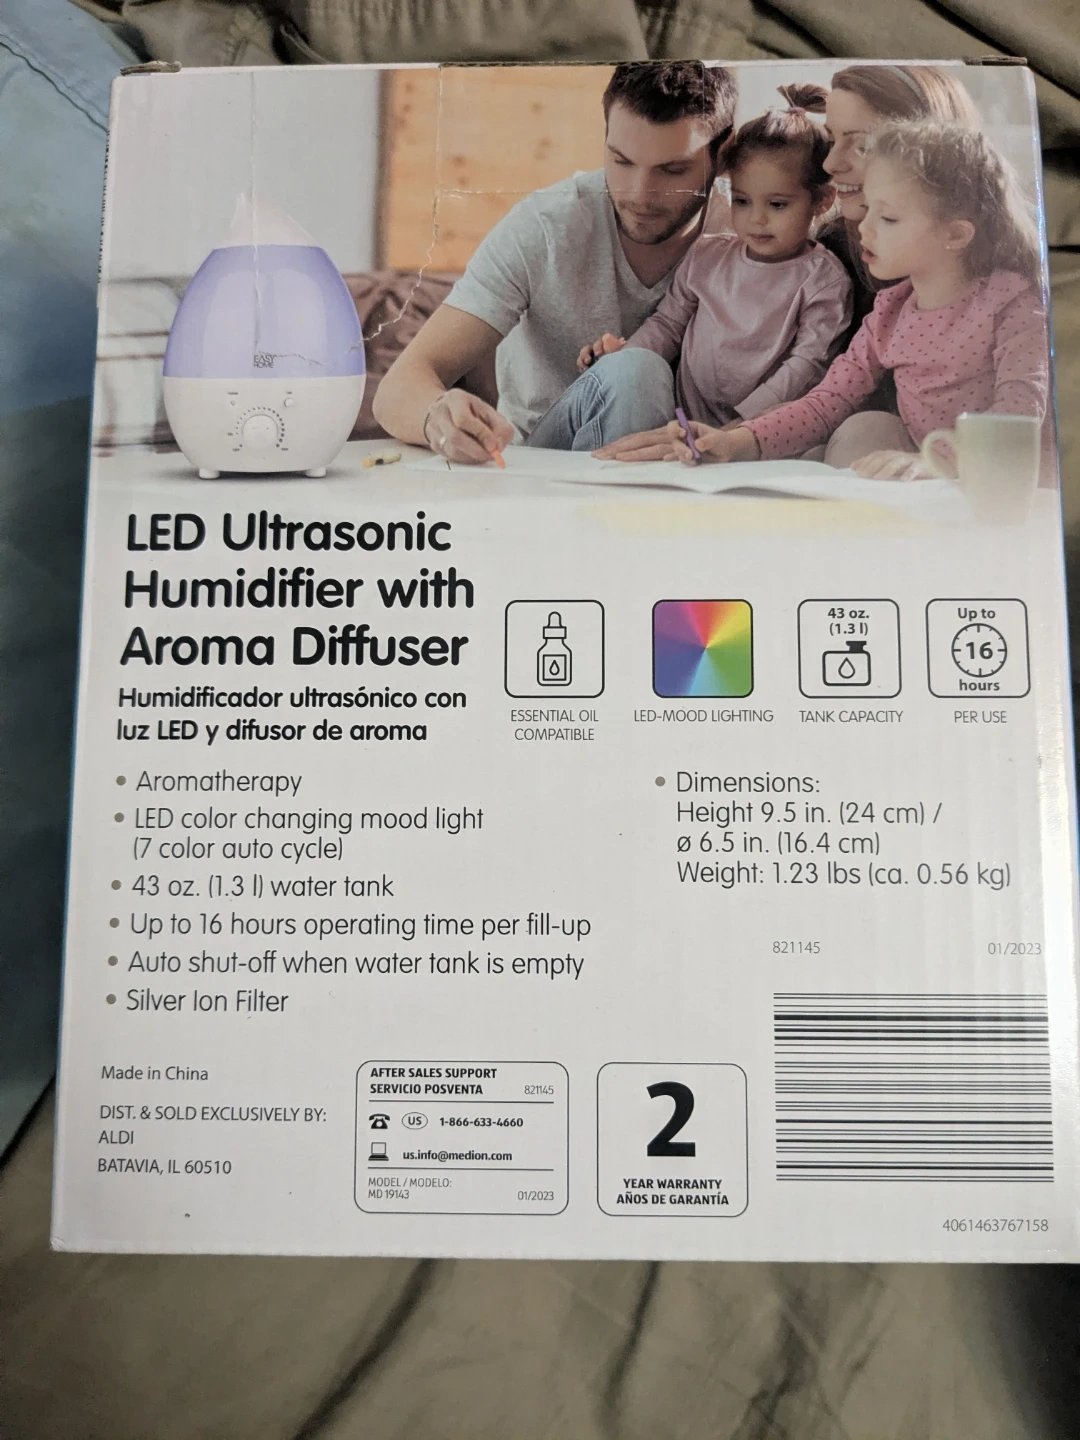 EASY
HOME
LED Ultrasonic
Humidifier with
Aroma Diffuser
Humidificador ultrasónico con
luz LED y difusor de aroma
ESSENTIAL OIL
COMPATIBLE
LED-MOOD LIGHTING
43 oz.
(1.3 l)
TANK CAPACITY
Up to
16
hours
PER USE
• Aromatherapy
• LED color changing mood light
(7 color auto cycle)
• 43 oz. (1.3 l) water tank
• Up to 16 hours operating time per fill-up
• Auto shut-off when water tank is empty
• Silver Ion Filter
• Dimensions:
Height 9.5 in. (24 cm) /
ø 6.5 in. (16.4 cm)
Weight: 1.23 lbs (ca. 0.56 kg)
821145 01/2023
Made in China
DIST. & SOLD EXCLUSIVELY BY:
ALDI
BATAVIA, IL 60510
AFTER SALES SUPPORT
SERVICIO POSVENTA 821145
US 1-866-633-4660
us.info@medion.com
MODEL / MODELO:
MD 19143 01/2023
2
YEAR WARRANTY
AÑOS DE GARANTÍA
4061463767158